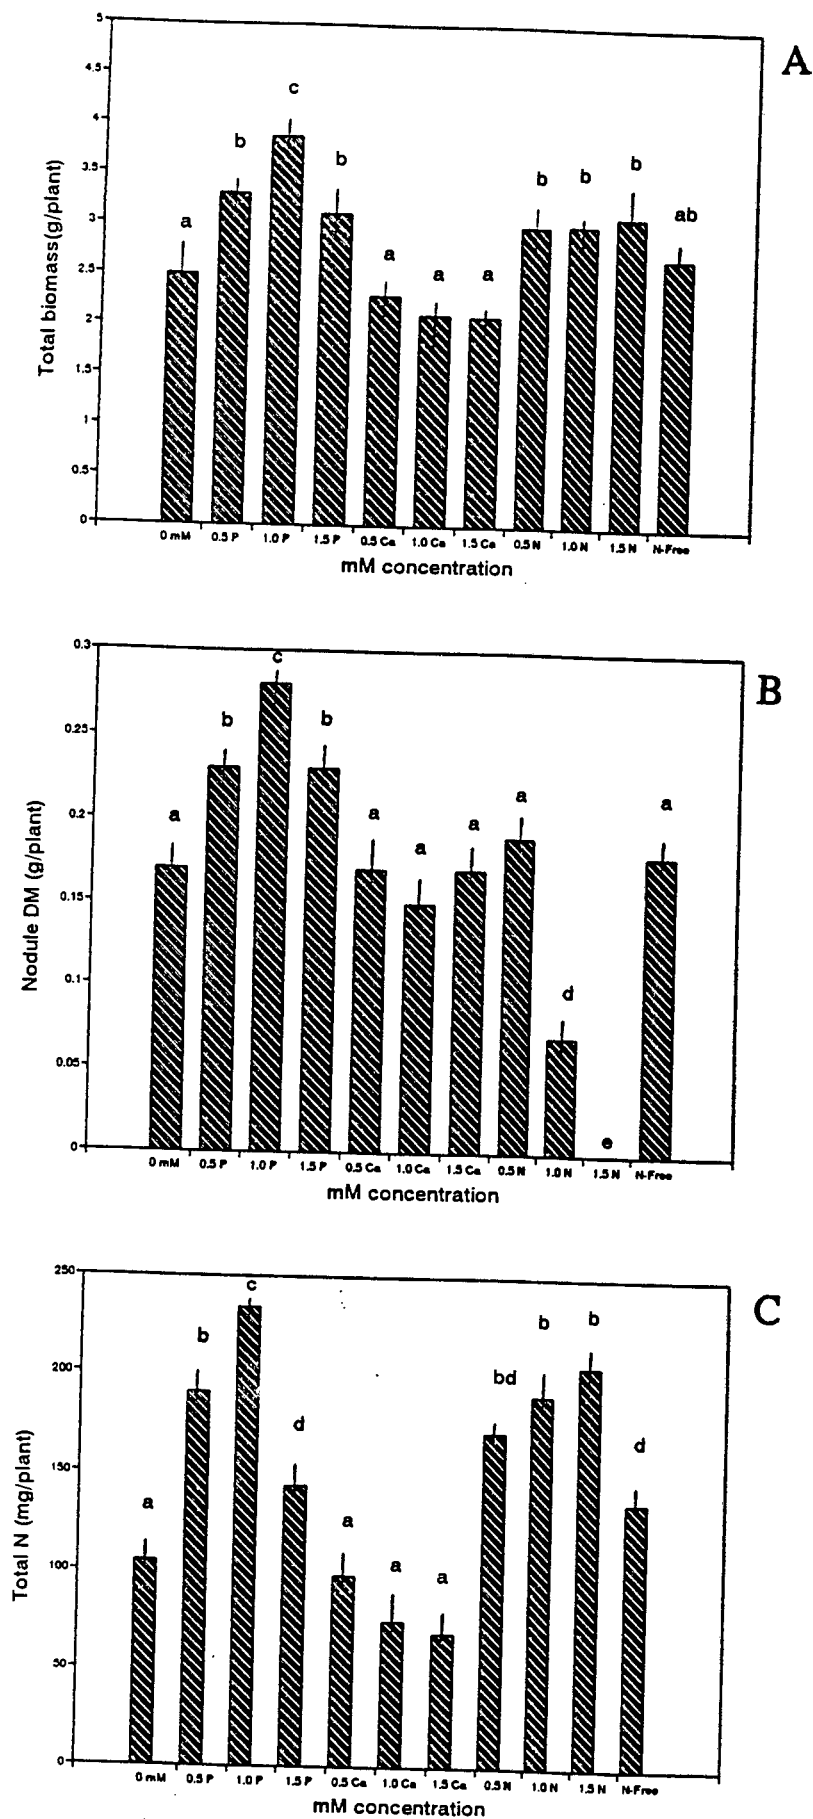 A
Total biomass(g/plant)
5
4.5
4
3.5
3
2.5
2
1.5
1
0.5
0
a b c b a a a b b b ab
0 mM 0.5 P 1.0 P 1.5 P 0.5 Ca 1.0 Ca 1.5 Ca 0.5 N 1.0 N 1.5 N N-Free
mM concentration
B
Nodule DM (g/plant)
0.3
0.25
0.2
0.15
0.1
0.05
0
a b c b a a a a d e a
0 mM 0.5 P 1.0 P 1.5 P 0.5 Ca 1.0 Ca 1.5 Ca 0.5 N 1.0 N 1.5 N N-Free
mM concentration
C
Total N (mg/plant)
250
200
150
100
50
0
a b c d a a a bd b b d
0 mM 0.5 P 1.0 P 1.5 P 0.5 Ca 1.0 Ca 1.5 Ca 0.5 N 1.0 N 1.5 N N-Free
mM concentration